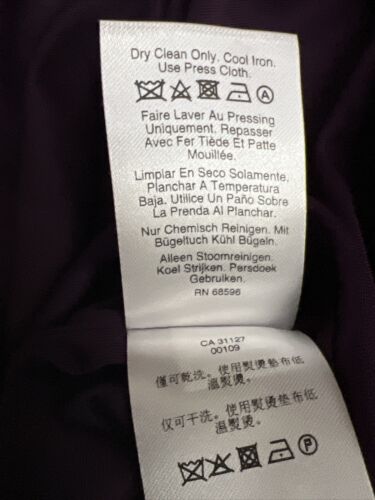 Dry Clean Only. Cool Iron.
Use Press Cloth.
A
Faire Laver Au Pressing
Uniquement. Repasser
Avec Fer Tiède Et Patte
Mouillée.
Limpiar En Seco Solamente.
Planchar A Temperatura
Baja. Utilice Un Paño Sobre
La Prenda Al Planchar.
Nur Chemisch Reinigen. Mit
Bügeltuch Kühl Bügeln.
Alleen Stoomreinigen.
Koel Strijken. Persdoek
Gebruiken.
RN 68596
CA 31127
00109
僅可乾洗。使用熨燙墊布低
溫熨燙。
仅可干洗。使用熨烫垫布低
温熨烫。
P